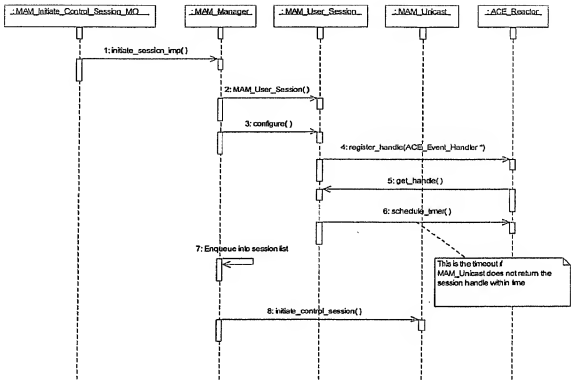 : MAM_Initiate_Control_Session_MO
: MAM_Manager
: MAM_User_Session
: MAM_Unicast
: ACE_Reactor
1: initiate_session_imp( )
2: MAM_User_Session( )
3: configure( )
4: register_handle(ACE_Event_Handler *)
5: get_handle( )
6: schedule_timer( )
7: Enqueue into session list
This is the timeout if
MAM_Unicast does not return the
session handle within time
8: initiate_control_session( )